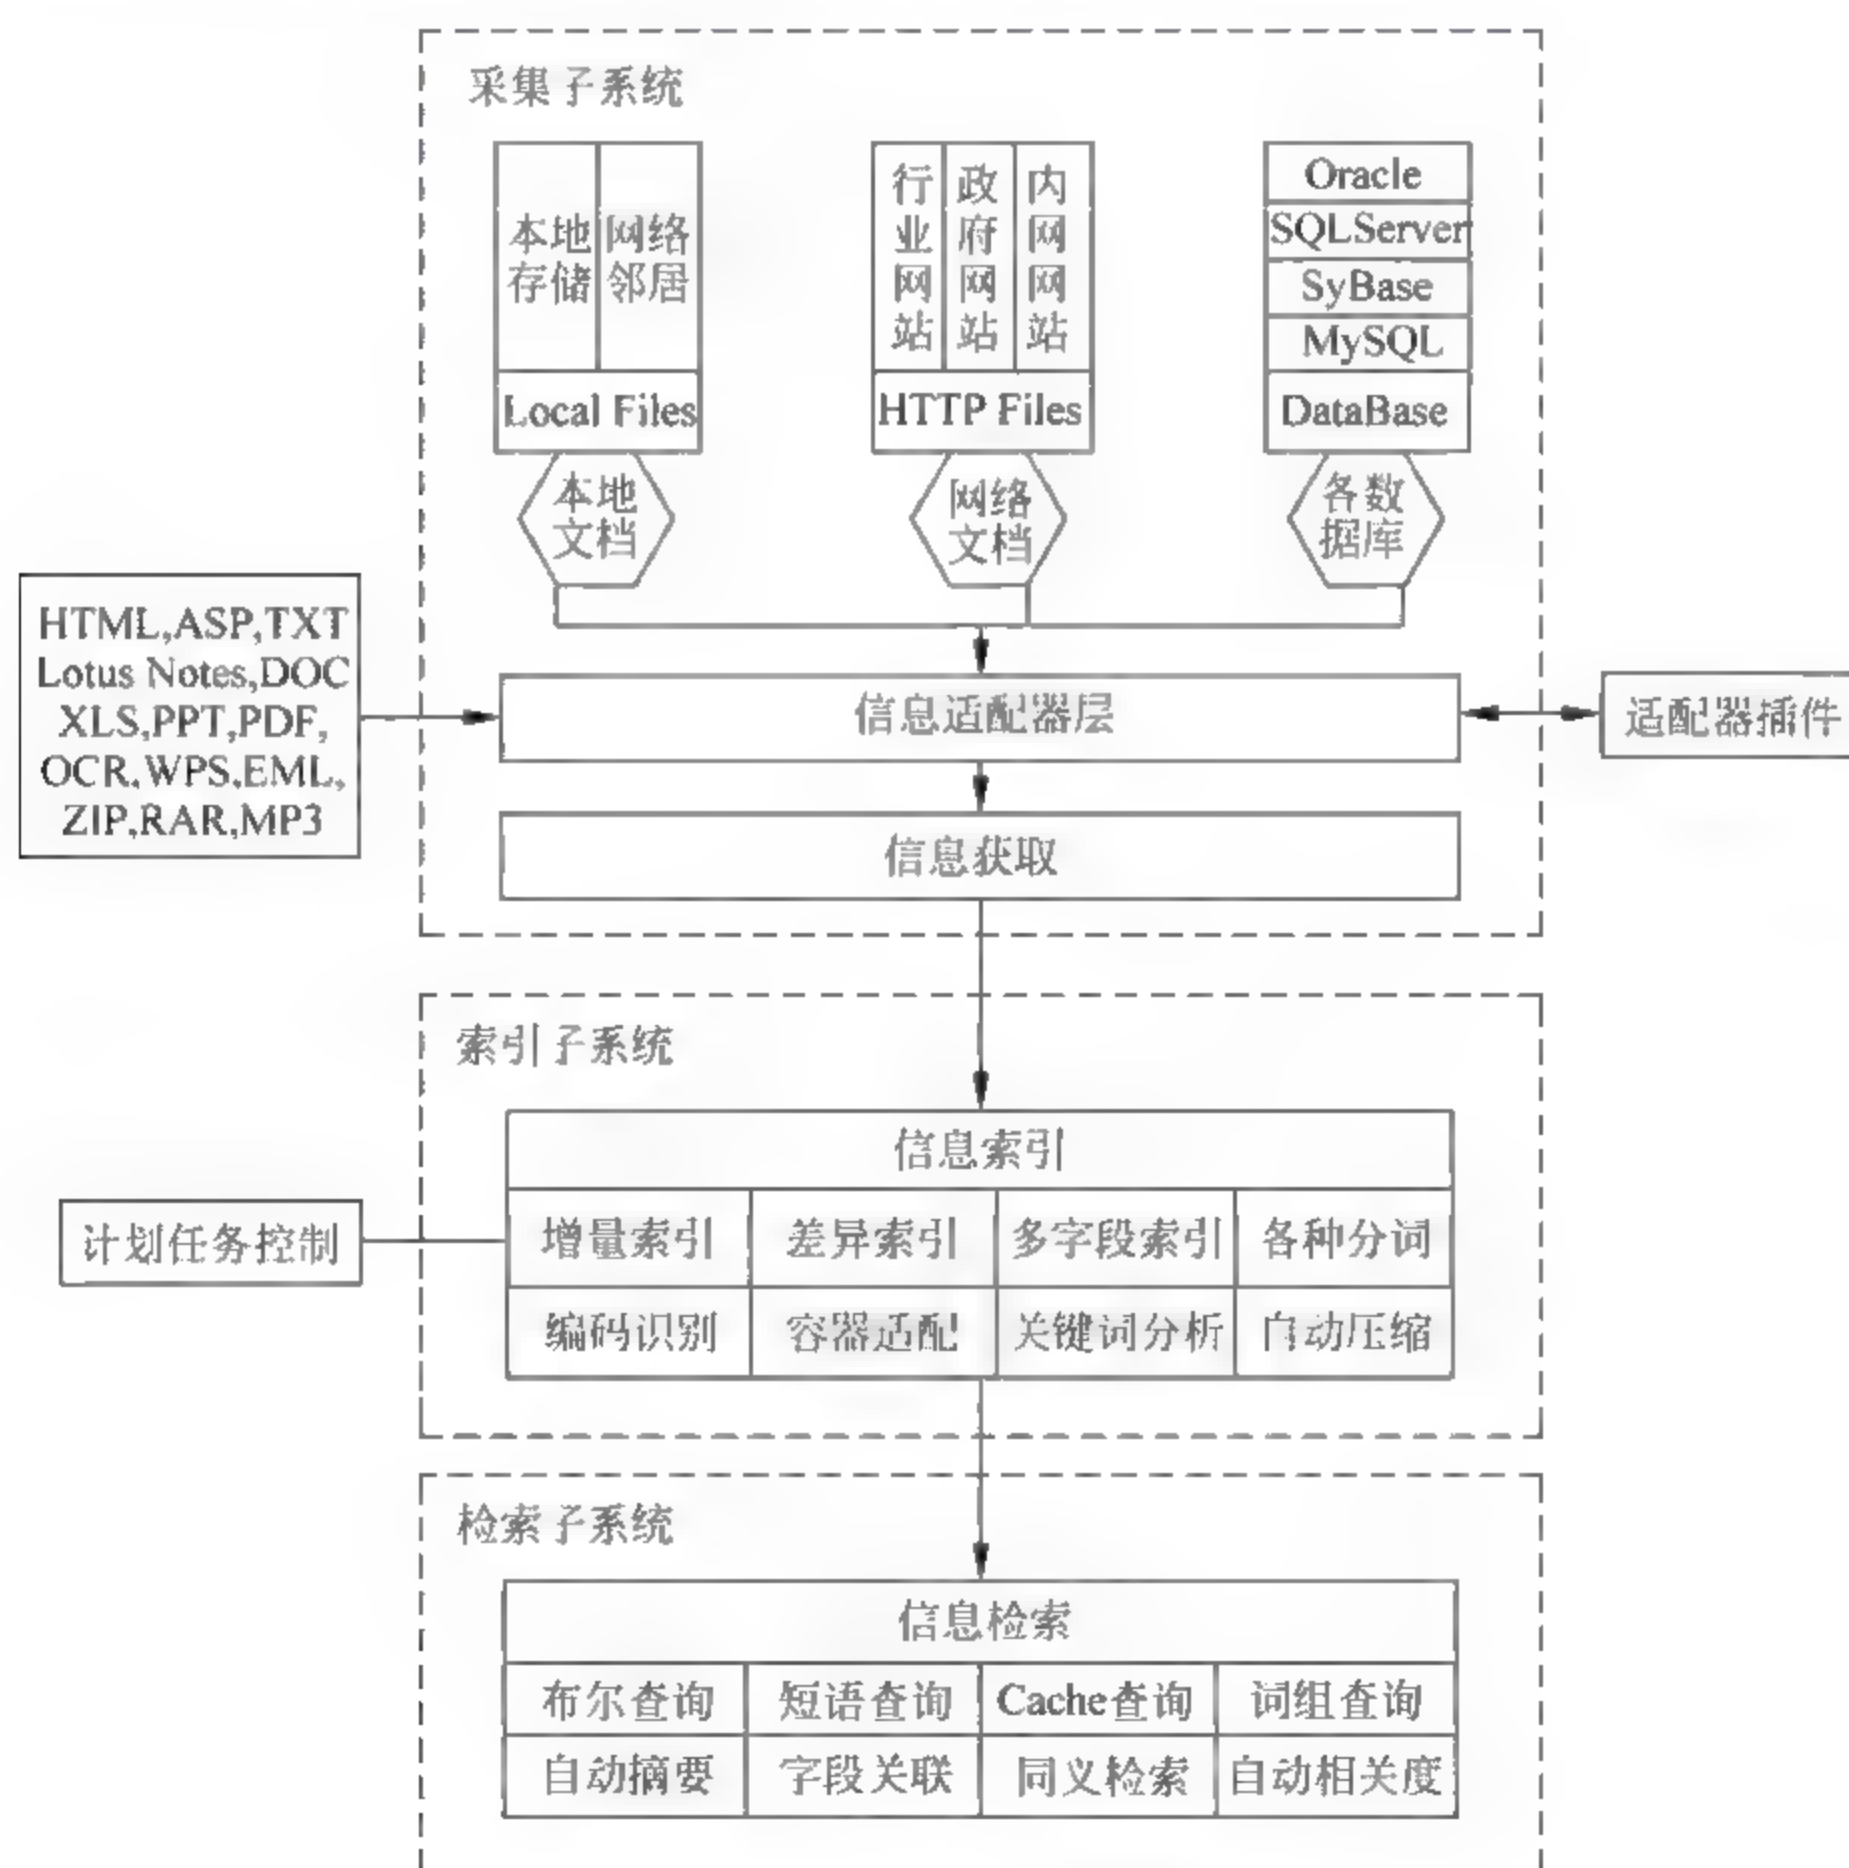 采集子系统
本地
存储
网络
邻居
Local Files
行
业
网
站
政
府
网
站
内
网
网
站
HTTP Files
Oracle
SQLServer
SyBase
MySQL
DataBase
本地
文档
网络
文档
各数
据库
HTML,ASP,TXT
Lotus Notes,DOC
XLS,PPT,PDF,
OCR,WPS,EML,
ZIP,RAR,MP3
信息适配器层
适配器插件
信息获取
索引子系统
信息索引
计划任务控制
增量索引
差异索引
多字段索引
各种分词
编码识别
容器适配
关键词分析
自动压缩
检索子系统
信息检索
布尔查询
短语查询
Cache查询
词组查询
自动摘要
字段关联
同义检索
自动相关度